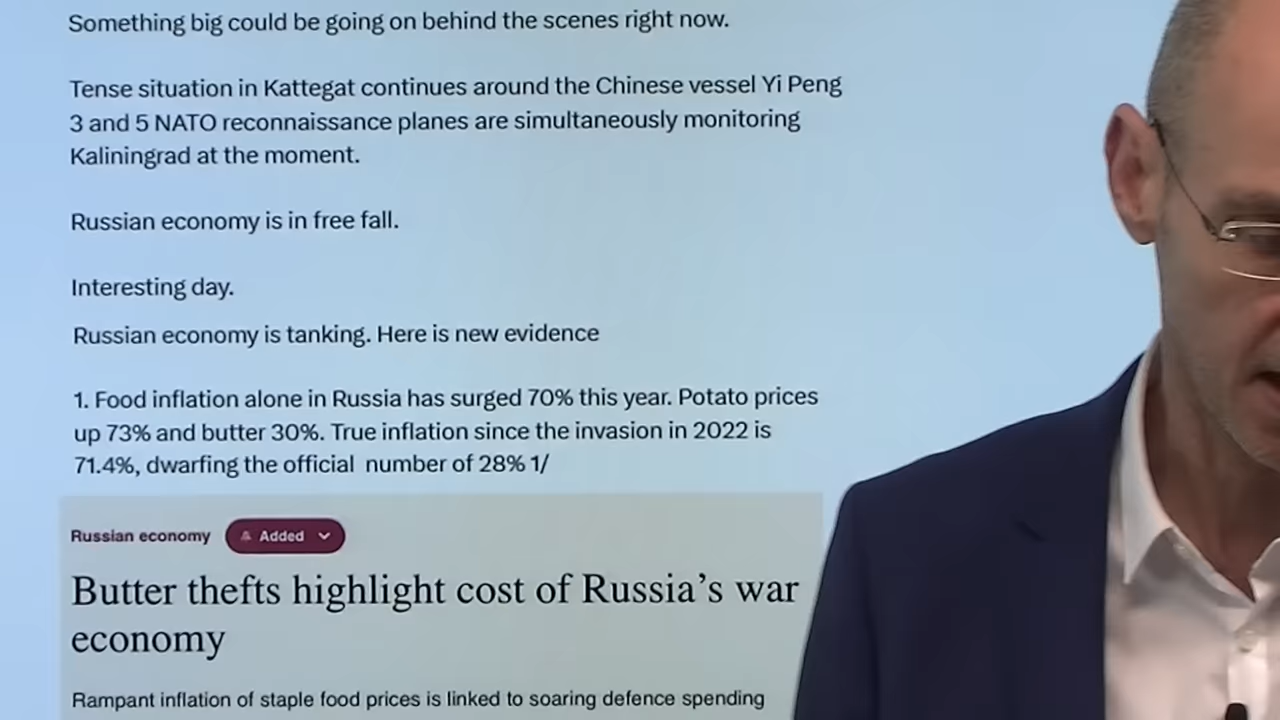 Something big could be going on behind the scenes right now.
Tense situation in Kattegat continues around the Chinese vessel Yi Peng
3 and 5 NATO reconnaissance planes are simultaneously monitoring
Kaliningrad at the moment.
Russian economy is in free fall.
Interesting day.
Russian economy is tanking. Here is new evidence
1. Food inflation alone in Russia has surged 70% this year. Potato prices
up 73% and butter 30%. True inflation since the invasion in 2022 is
71.4%, dwarfing the official number of 28% 1/
Russian economy Added
Butter thefts highlight cost of Russia’s war
economy
Rampant inflation of staple food prices is linked to soaring defence spending